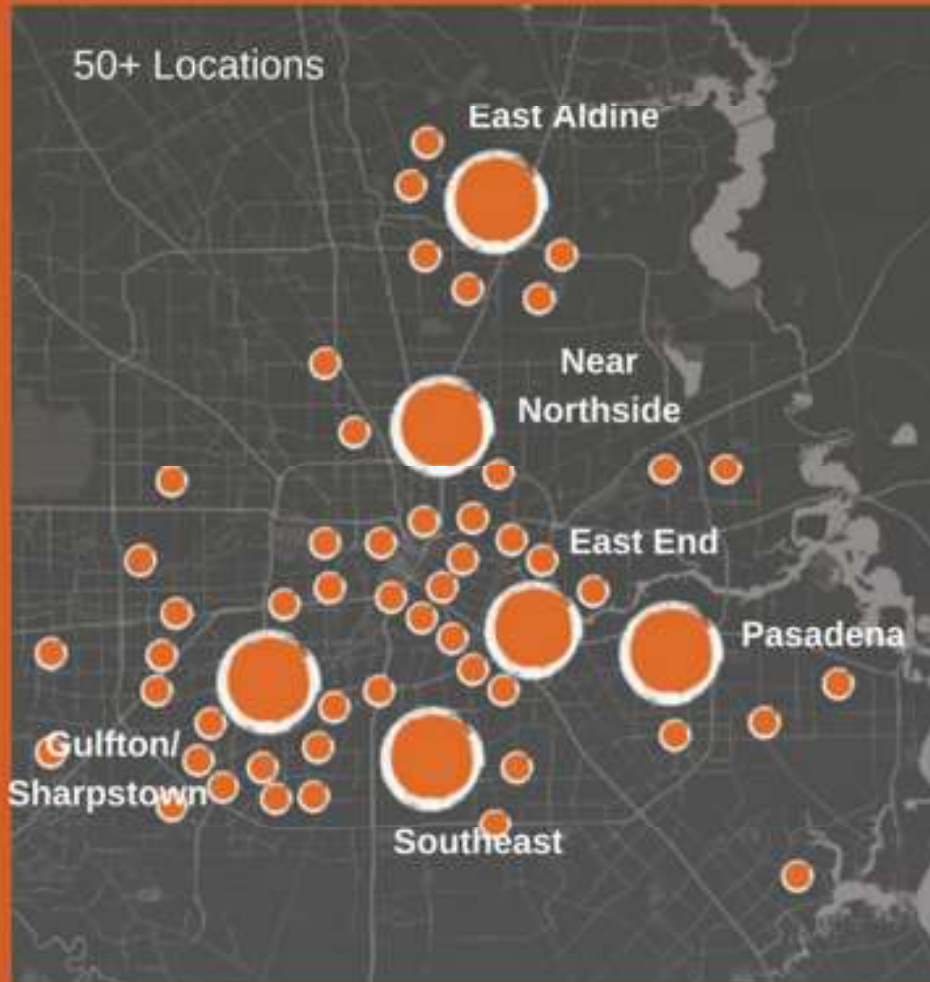 50+ Locations
East Aldine
Near
Northside
East End
Pasadena
Gulfton/
Sharpstown
Southeast